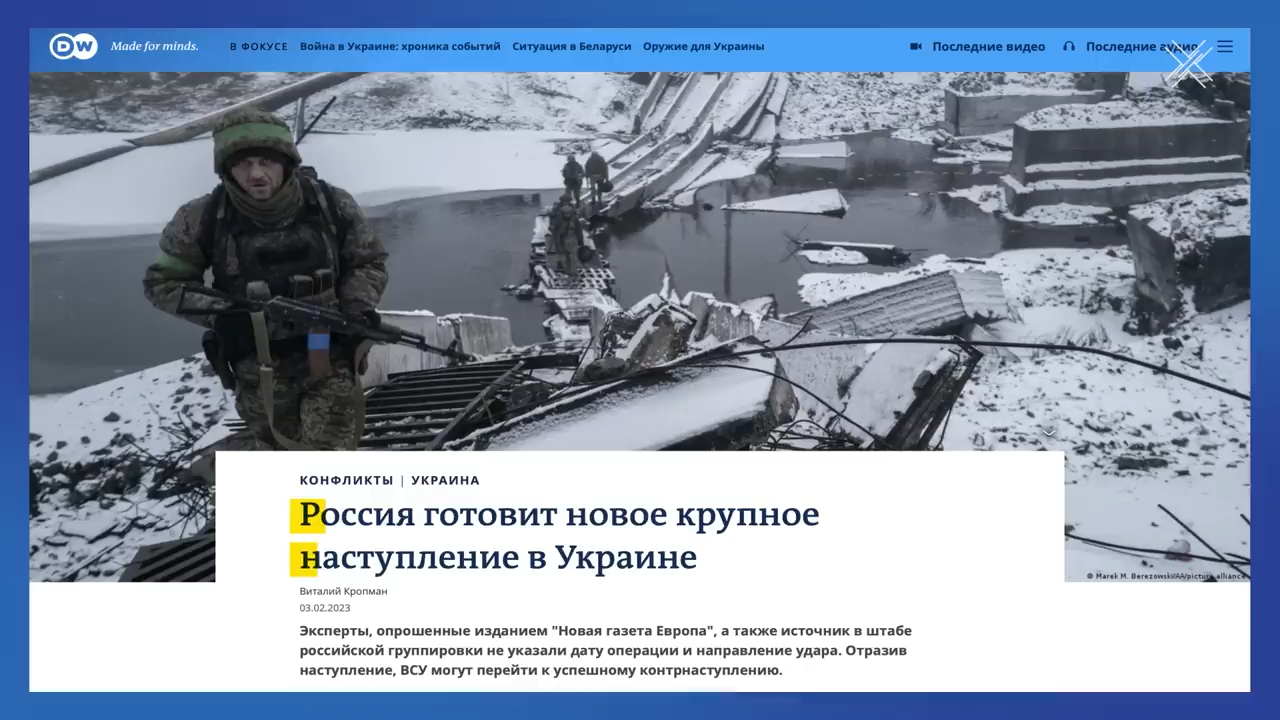 DW Made for minds. В ФОКУСЕ Война в Украине: хроника событий Ситуация в Беларуси Оружие для Украины Последние видео Последние аудио
КОНФЛИКТЫ | УКРАИНА
Россия готовит новое крупное
наступление в Украине
© Marek M. Berezowski/AA/picture alliance
Виталий Кропман
03.02.2023
Эксперты, опрошенные изданием "Новая газета Европа", а также источник в штабе
российской группировки не указали дату операции и направление удара. Отразив
наступление, ВСУ могут перейти к успешному контрнаступлению.